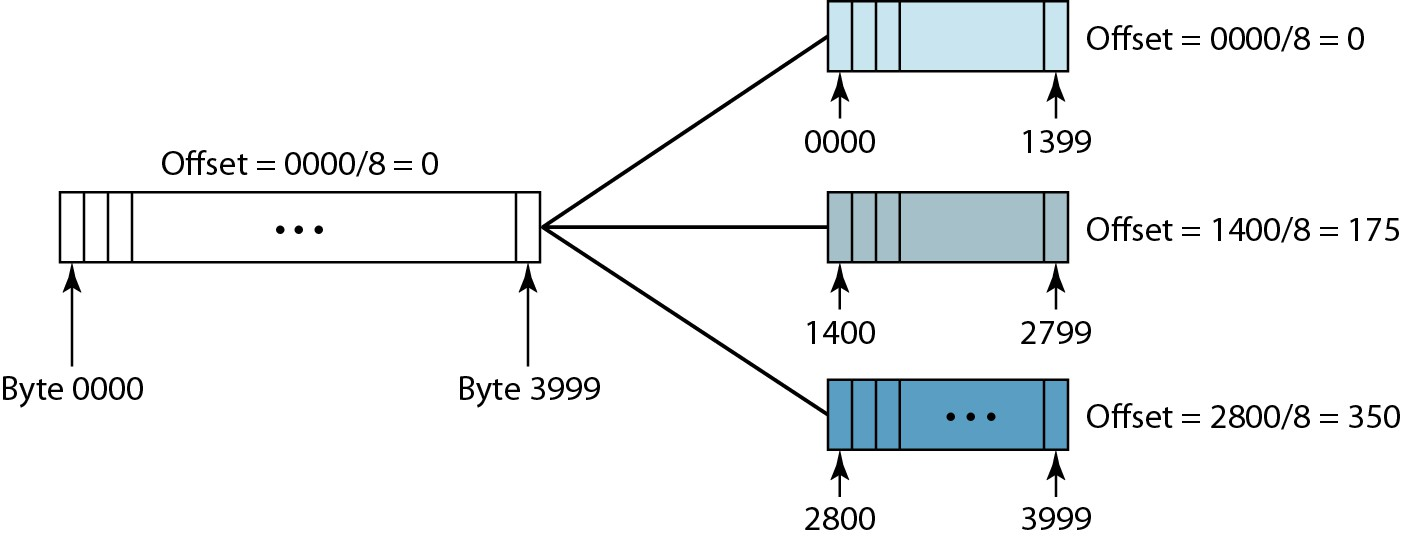 Offset = 0000/8 = 0
0000 1399
Offset = 0000/8 = 0
Byte 0000 Byte 3999
Offset = 1400/8 = 175
1400 2799
Offset = 2800/8 = 350
2800 3999